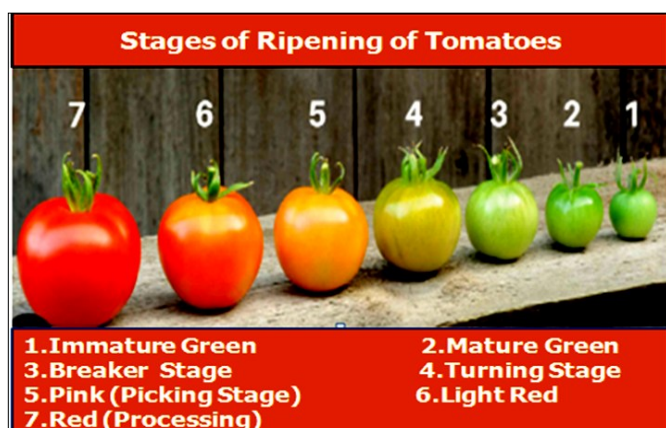 Stages of Ripening of Tomatoes
7 6 5 4 3 2 1
1.Immature Green 2.Mature Green
3.Breaker Stage 4.Turning Stage
5.Pink (Picking Stage) 6.Light Red
7.Red (Processing)